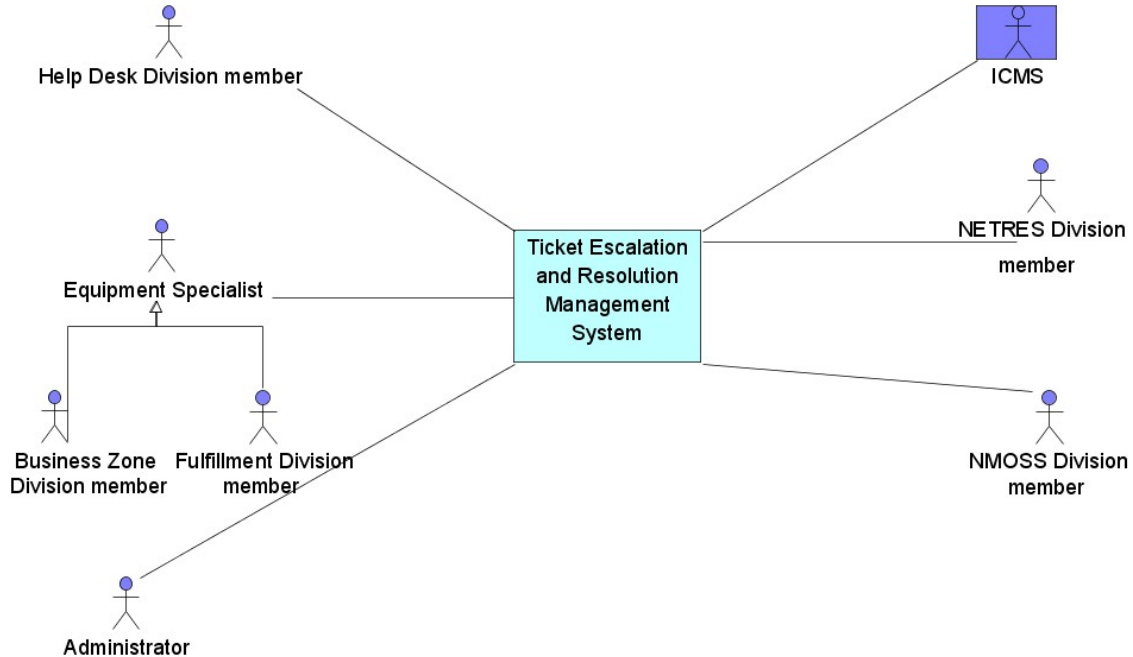 Help Desk Division member
ICMS
NETRES Division
member
Ticket Escalation
and Resolution
Management
System
Equipment Specialist
Business Zone
Division member
Fulfillment Division
member
NMOSS Division
member
Administrator